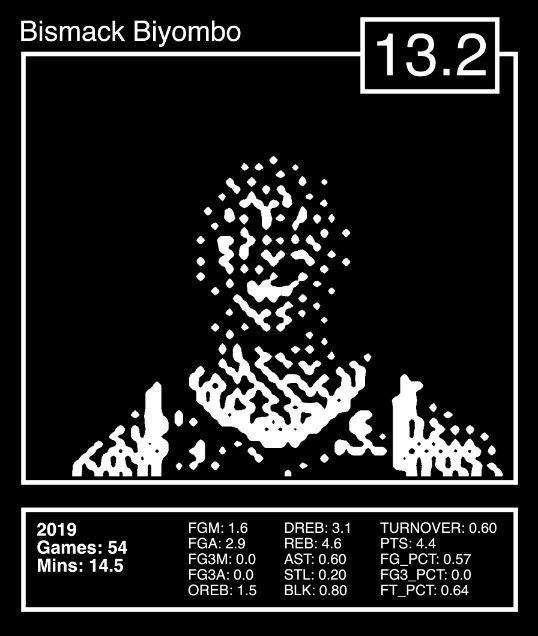 Bismack Biyombo
13.2
2019
Games: 54
Mins: 14.5
FGM: 1.6
FGA: 2.9
FG3M: 0.0
FG3A: 0.0
OREB: 1.5
DREB: 3.1
REB: 4.6
AST: 0.60
STL: 0.20
BLK: 0.80
TURNOVER: 0.60
PTS: 4.4
FG_PCT: 0.57
FG3_PCT: 0.0
FT_PCT: 0.64